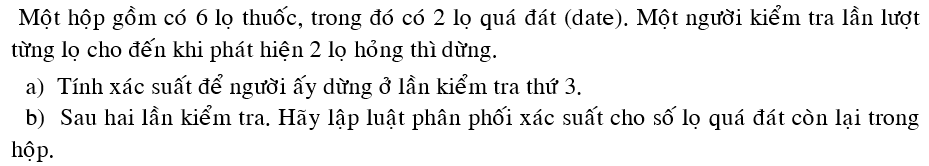 Một hộp gồm có 6 lọ thuốc, trong đó có 2 lọ quá đát (date). Một người kiểm tra lần lượt
từng lọ cho đến khi phát hiện 2 lọ hỏng thì dừng.
a) Tính xác suất để người ấy dừng ở lần kiểm tra thứ 3.
b) Sau hai lần kiểm tra. Hãy lập luật phân phối xác suất cho số lọ quá đát còn lại trong
hộp.